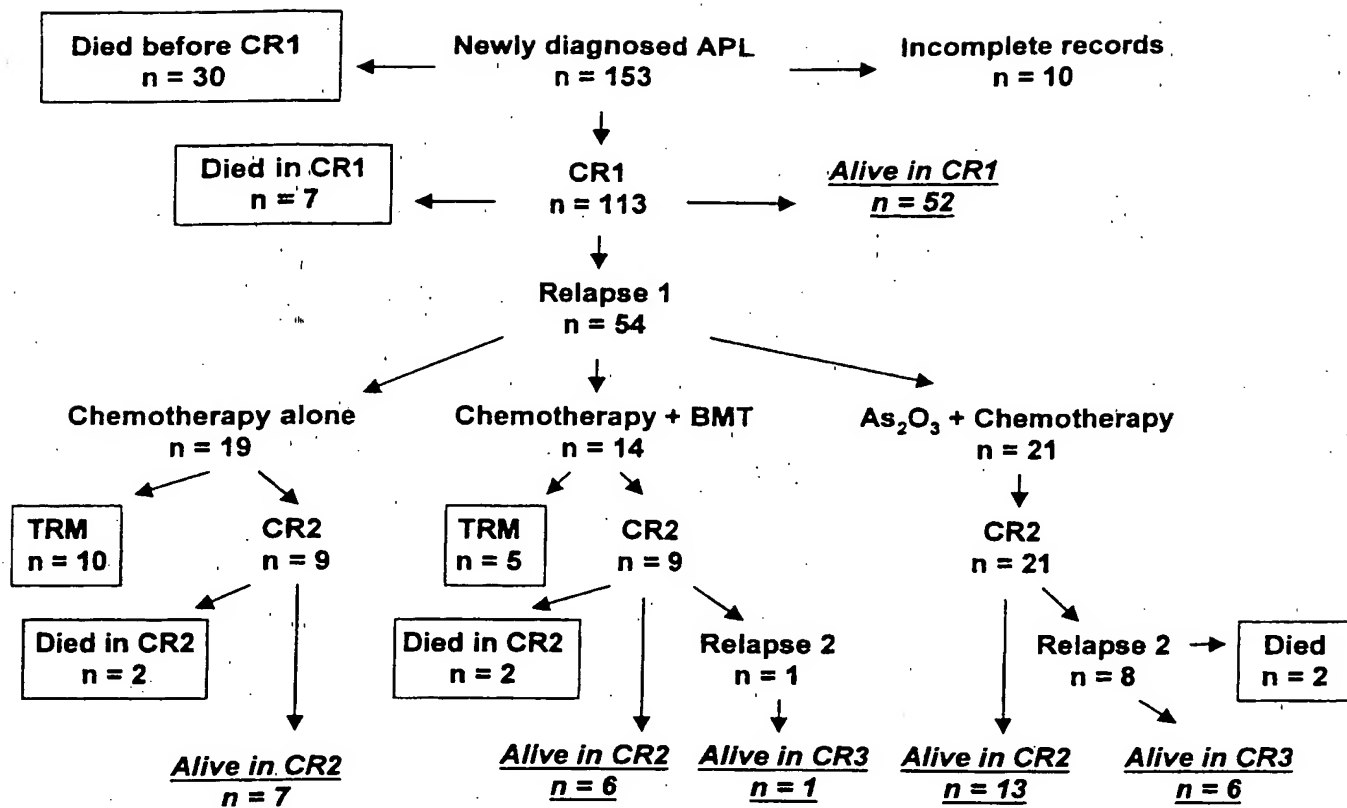 Died before CR1
n = 30
Newly diagnosed APL
n = 153
Incomplete records
n = 10
Died in CR1
n = 7
CR1
n = 113
Alive in CR1
n = 52
Relapse 1
n = 54
Chemotherapy alone
n = 19
Chemotherapy + BMT
n = 14
As₂O₃ + Chemotherapy
n = 21
TRM
n = 10
CR2
n = 9
TRM
n = 5
CR2
n = 9
CR2
n = 21
Died in CR2
n = 2
Died in CR2
n = 2
Relapse 2
n = 1
Relapse 2
n = 8
Died
n = 2
Alive in CR2
n = 7
Alive in CR2
n = 6
Alive in CR3
n = 1
Alive in CR2
n = 13
Alive in CR3
n = 6